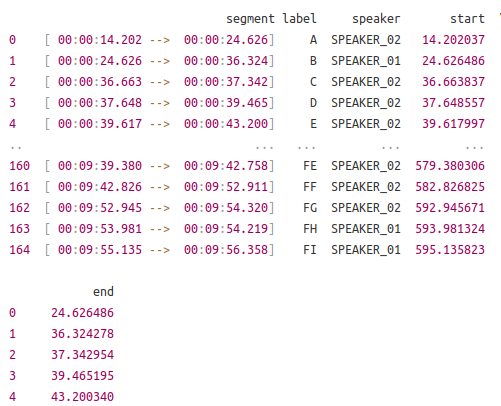 segment label speaker start
0 [ 00:00:14.202 --> 00:00:24.626] A SPEAKER_02 14.202037
1 [ 00:00:24.626 --> 00:00:36.324] B SPEAKER_01 24.626486
2 [ 00:00:36.663 --> 00:00:37.342] C SPEAKER_02 36.663837
3 [ 00:00:37.648 --> 00:00:39.465] D SPEAKER_02 37.648557
4 [ 00:00:39.617 --> 00:00:43.200] E SPEAKER_02 39.617997
.. ... ... ... ...
160 [ 00:09:39.380 --> 00:09:42.758] FE SPEAKER_02 579.380306
161 [ 00:09:42.826 --> 00:09:52.911] FF SPEAKER_02 582.826825
162 [ 00:09:52.945 --> 00:09:54.320] FG SPEAKER_02 592.945671
163 [ 00:09:53.981 --> 00:09:54.219] FH SPEAKER_01 593.981324
164 [ 00:09:55.135 --> 00:09:56.358] FI SPEAKER_01 595.135823
end
0 24.626486
1 36.324278
2 37.342954
3 39.465195
4 43.200340